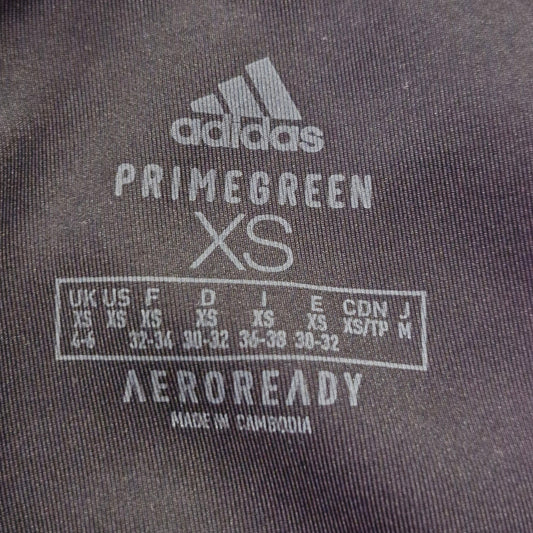 adidas
PRIMEGREEN
XS
UK US F D I E CDN J
XS XS XS XS XS XS XS/TP M
4-6 32-34 30-32 36-38 30-32
AEROREADY
MADE IN CAMBODIA